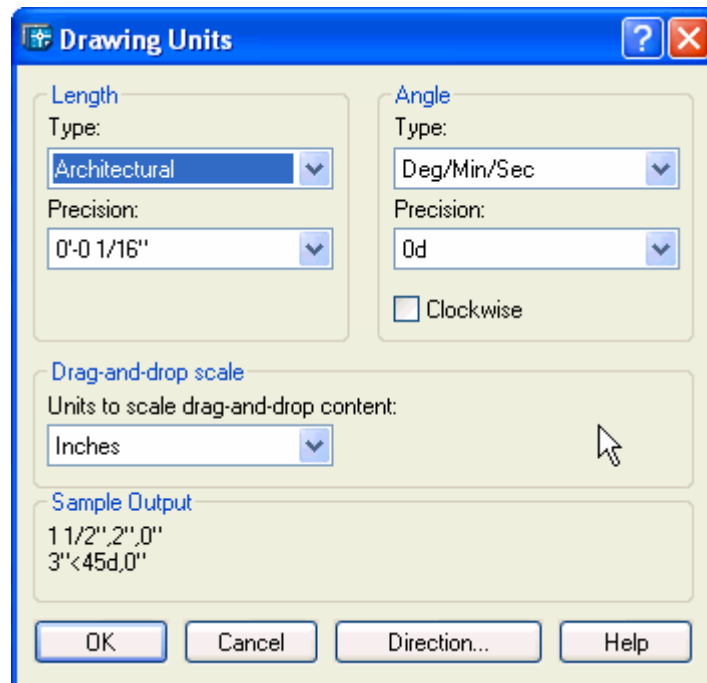 Drawing Units
Length
Type:
Architectural
Precision:
0'-0 1/16"
Angle
Type:
Deg/Min/Sec
Precision:
0d
Clockwise
Drag-and-drop scale
Units to scale drag-and-drop content:
Inches
Sample Output
1 1/2",2",0"
3"<45d,0"
OK
Cancel
Direction...
Help